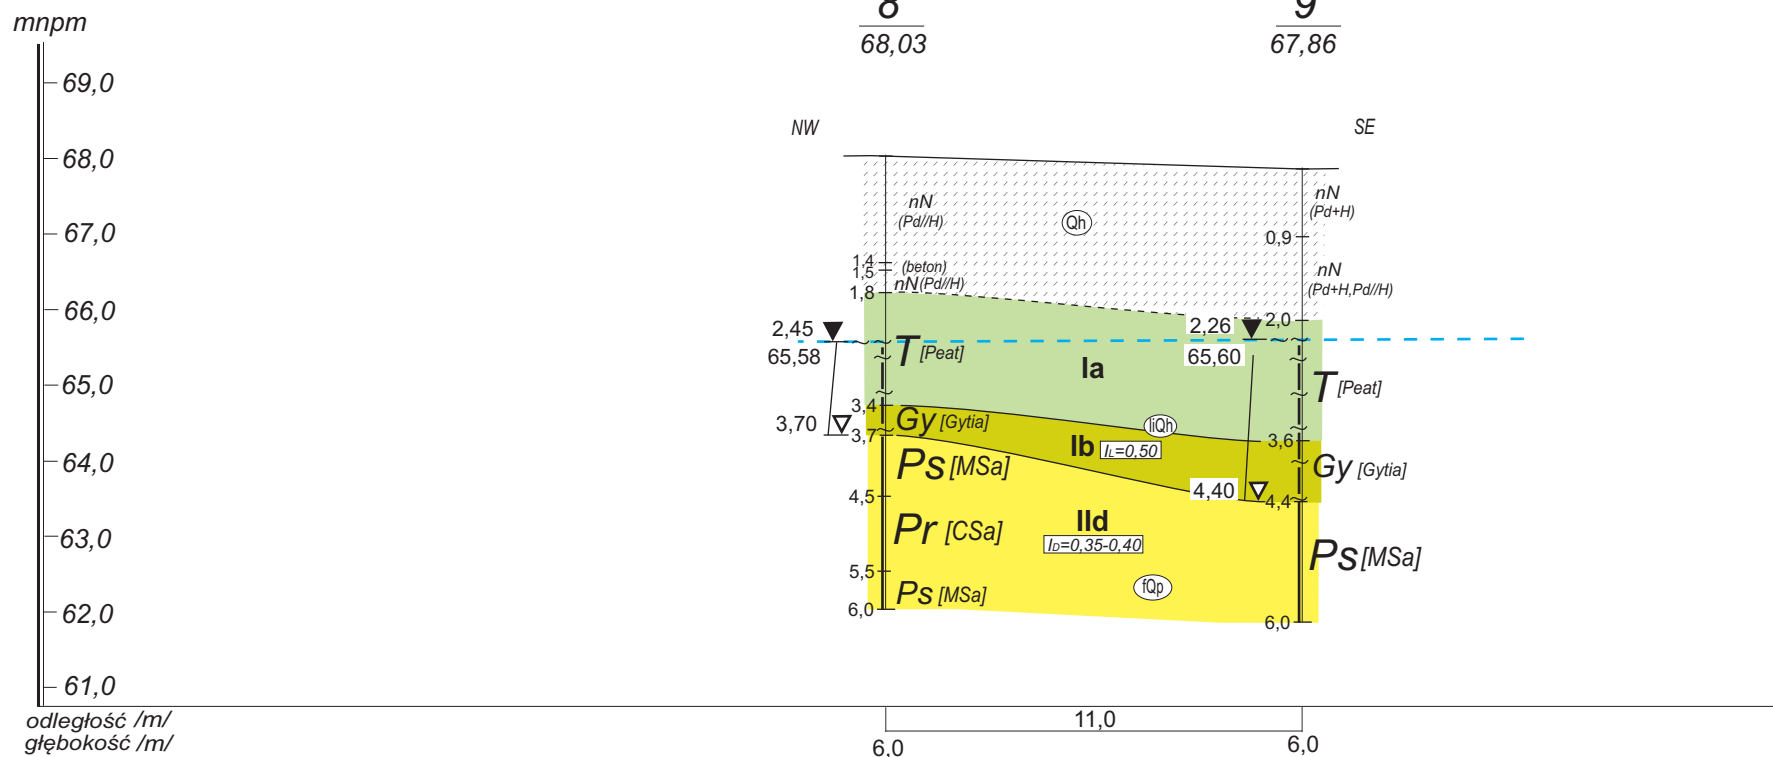 mnpm
8
68,03
9
67,86
69,0
68,0
67,0
66,0
65,0
64,0
63,0
62,0
61,0
NW
SE
nN
(Pd//H)
Qh
nN
(Pd+H)
0,9
1,4
(beton)
1,5
nN(Pd//H)
1,8
nN
(Pd+H,Pd//H)
2,0
2,45
65,58
2,26
65,60
T [Peat]
Ia
T [Peat]
3,4
3,70
Gy [Gytia]
3,7
liQh
3,6
Ib IL=0,50
Ps [MSa]
Gy [Gytia]
4,40
4,4
4,5
Pr [CSa]
IId
ID=0,35-0,40
Ps [MSa]
5,5
Ps [MSa]
fQp
6,0
6,0
odległość /m/
11,0
głębokość /m/
6,0
6,0